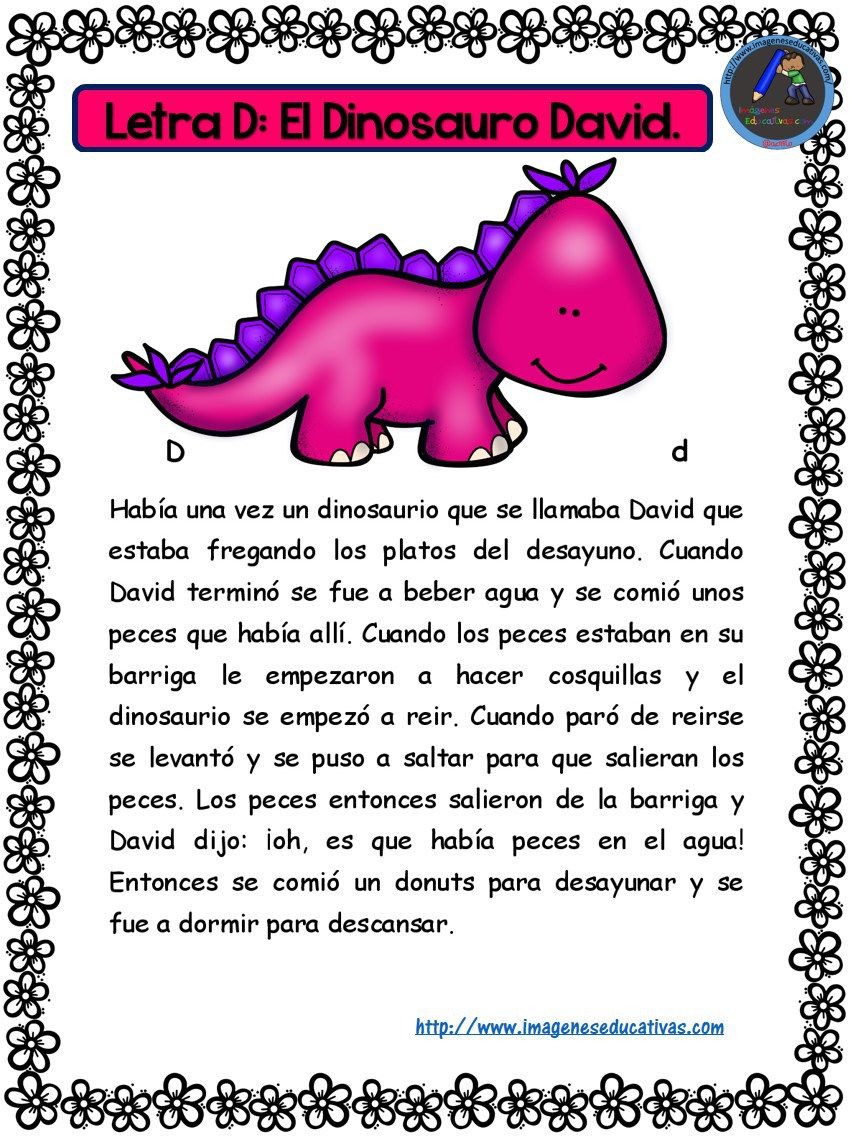 http://www.imageneseducativas.com/
Imágenes
Educativas.com
Letra D: El Dinosauro David.
D d
Había una vez un dinosaurio que se llamaba David que
estaba fregando los platos del desayuno. Cuando
David terminó se fue a beber agua y se comió unos
peces que había allí. Cuando los peces estaban en su
barriga le empezaron a hacer cosquillas y el
dinosaurio se empezó a reir. Cuando paró de reirse
se levantó y se puso a saltar para que salieran los
peces. Los peces entonces salieron de la barriga y
David dijo: ¡oh, es que había peces en el agua!
Entonces se comió un donuts para desayunar y se
fue a dormir para descansar.
http://www.imageneseducativas.com